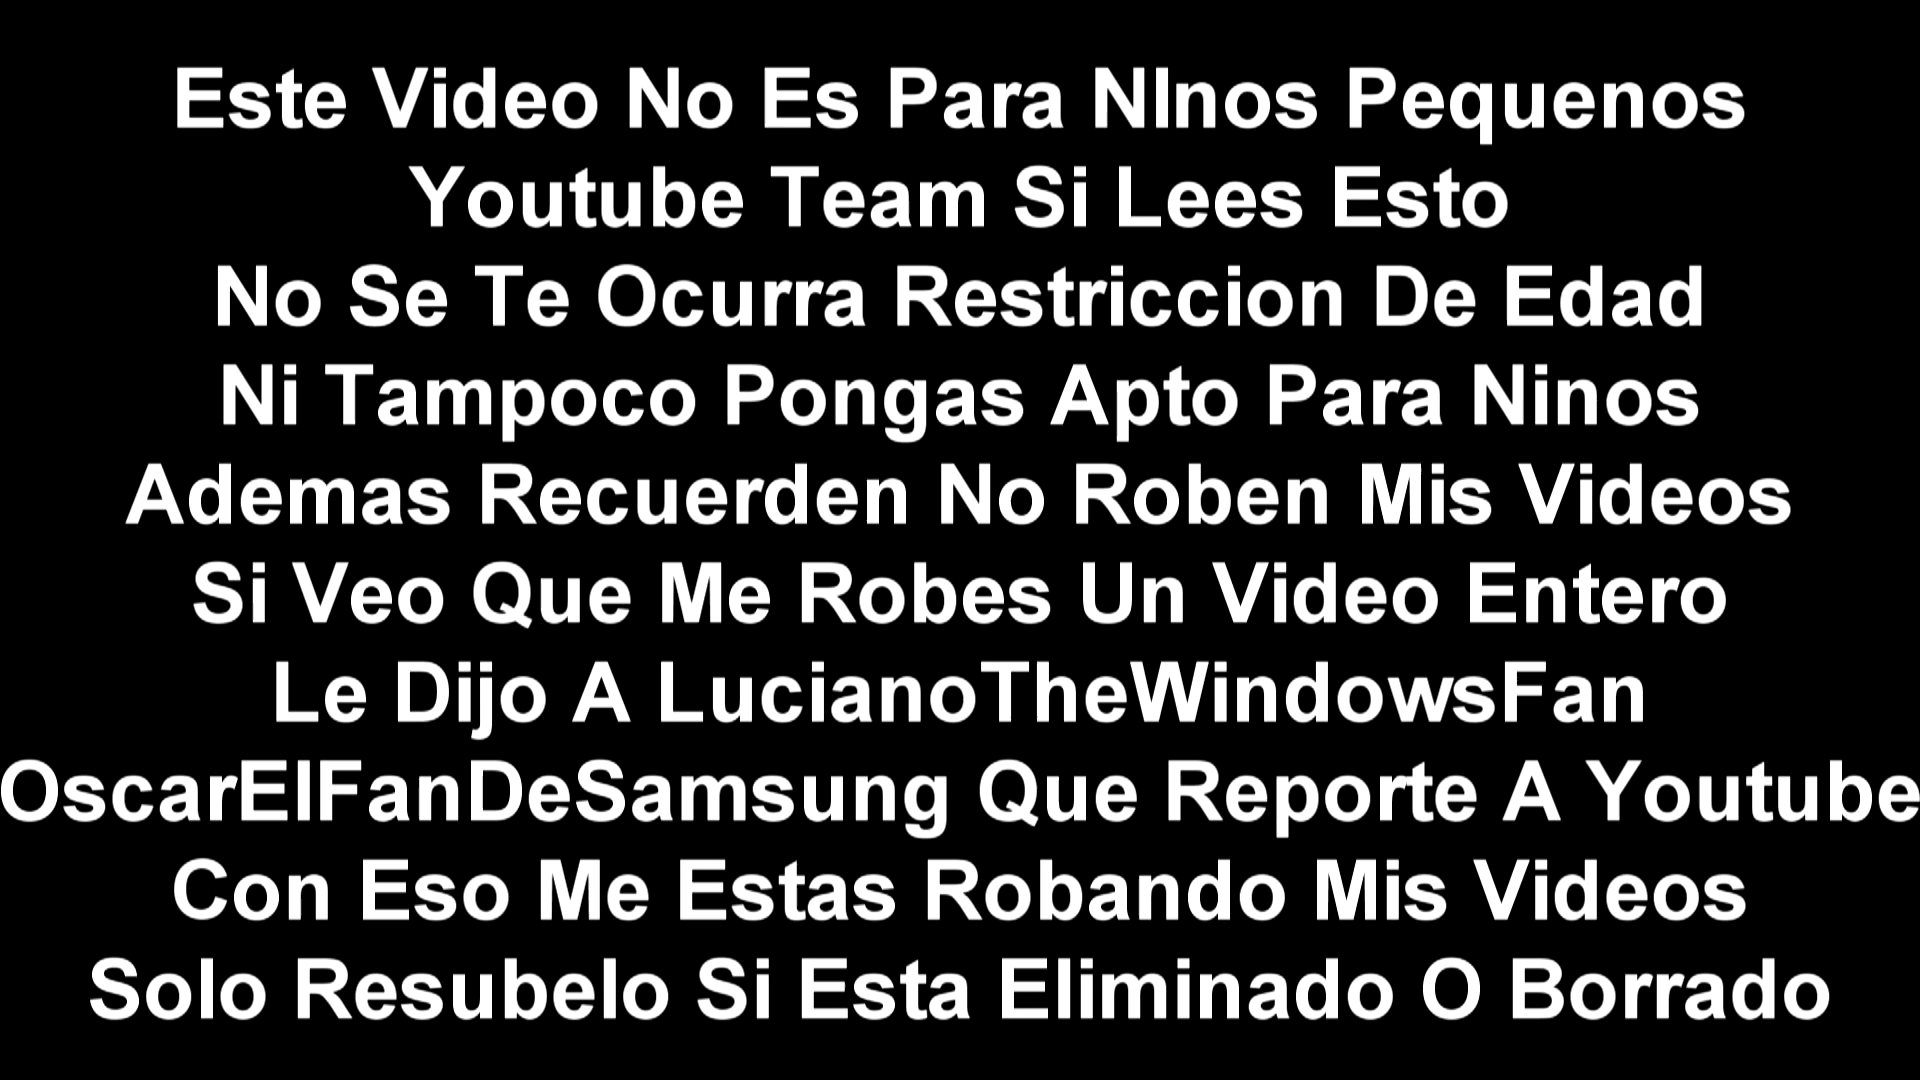 Este Video No Es Para NInos Pequenos
Youtube Team Si Lees Esto
No Se Te Ocurra Restriccion De Edad
Ni Tampoco Pongas Apto Para Ninos
Ademas Recuerden No Roben Mis Videos
Si Veo Que Me Robes Un Video Entero
Le Dijo A LucianoTheWindowsFan
OscarElFanDeSamsung Que Reporte A Youtube
Con Eso Me Estas Robando Mis Videos
Solo Resubelo Si Esta Eliminado O Borrado